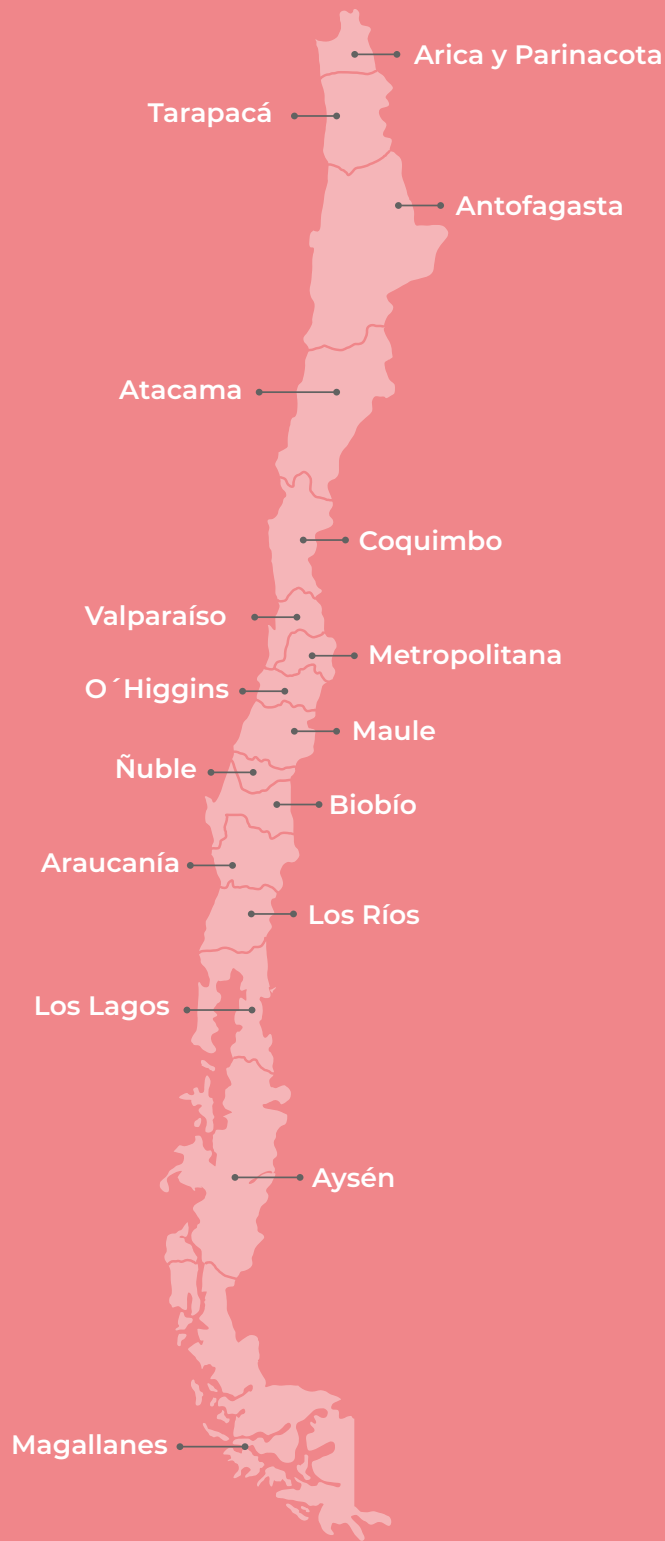 Arica y Parinacota
Tarapacá
Antofagasta
Atacama
Coquimbo
Valparaíso
Metropolitana
O´Higgins
Maule
Ñuble
Biobío
Araucanía
Los Ríos
Los Lagos
Aysén
Magallanes